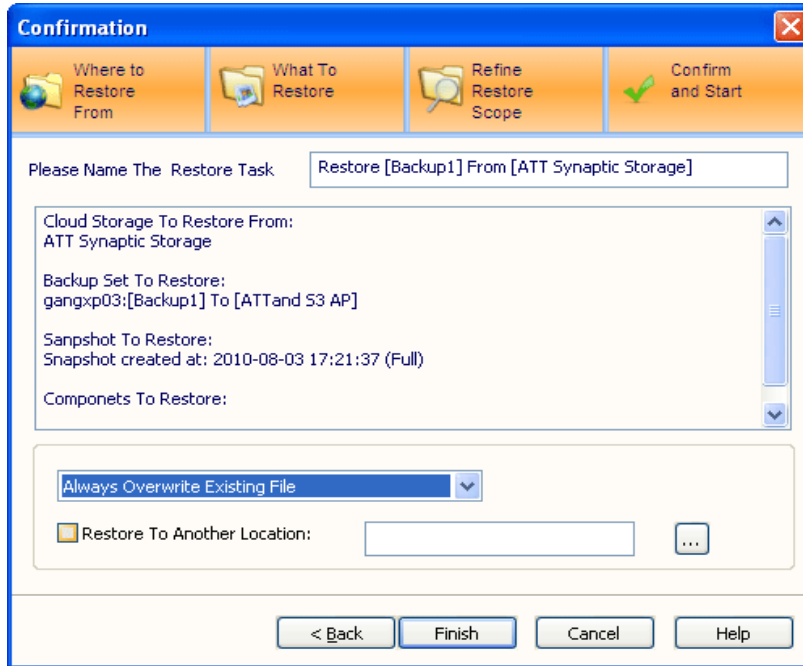 Confirmation
Where to
Restore
From
What To
Restore
Refine
Restore
Scope
Confirm
and Start
Please Name The Restore Task
Restore [Backup1] From [ATT Synaptic Storage]
Cloud Storage To Restore From:
ATT Synaptic Storage
Backup Set To Restore:
gangxp03:[Backup1] To [ATTand S3 AP]
Sanpshot To Restore:
Snapshot created at: 2010-08-03 17:21:37 (Full)
Componets To Restore:
Always Overwrite Existing File
Restore To Another Location:
...
< Back
Finish
Cancel
Help